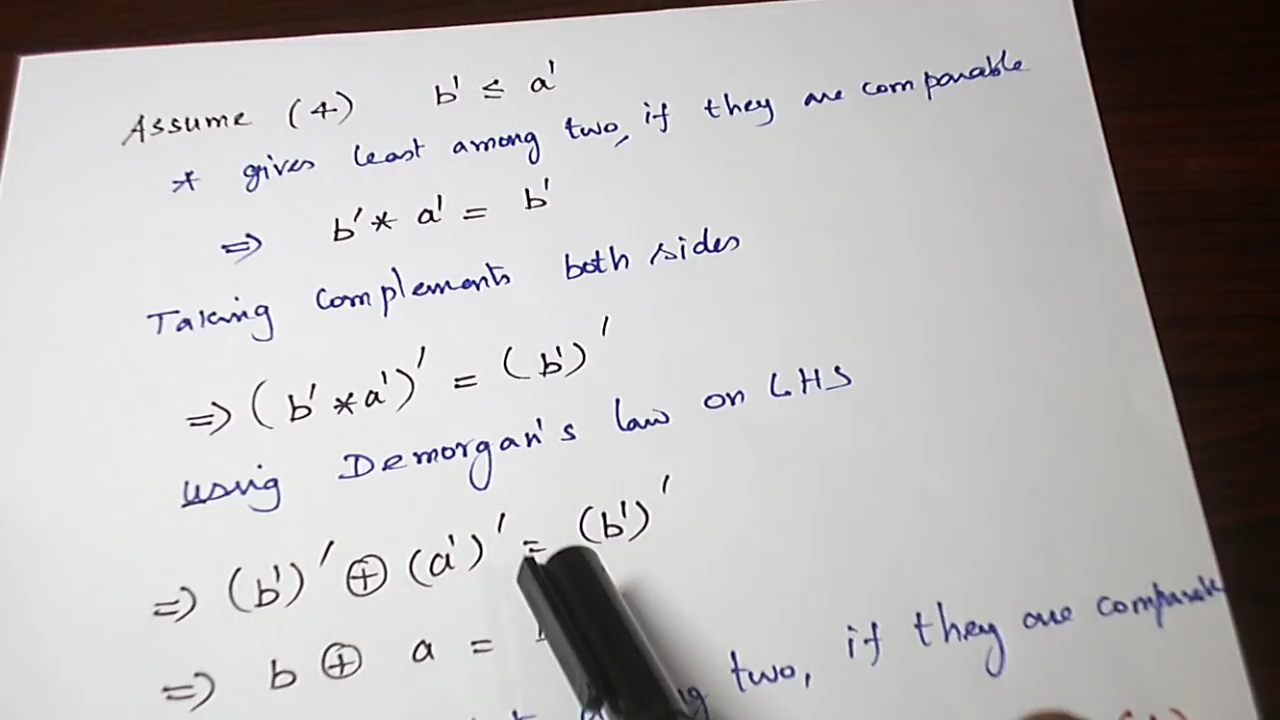 Assume (4) b' ≤ a'
* gives least among two, if they are comparable
=> b' * a' = b'
Taking complements both sides
=> (b' * a')' = (b')'
using Demorgan's law on LHS
=> (b')' ⊕ (a')' = (b')'
=> b ⊕ a =
two, if they are comparable